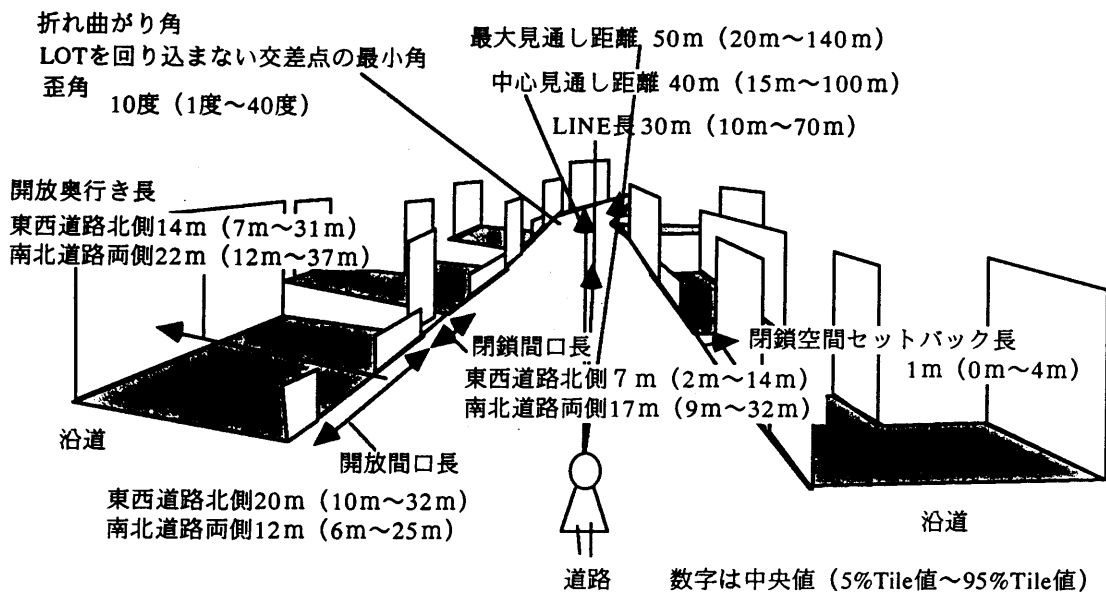 折れ曲がり角
LOTを回り込まない交差点の最小角
歪角
10度（1度〜40度）
最大見通し距離 50m（20m〜140m）
中心見通し距離 40m（15m〜100m）
LINE長30m（10m〜70m）
開放奥行き長
東西道路北側14m（7m〜31m）
南北道路両側22m（12m〜37m）
閉鎖間口長
東西道路北側７m（2m〜14m）
南北道路両側17m（9m〜32m）
閉鎖空間セットバック長
1m（0m〜4m）
沿道
開放間口長
東西道路北側20m（10m〜32m）
南北道路両側12m（6m〜25m）
沿道
道路
数字は中央値（5%Tile値〜95%Tile値）